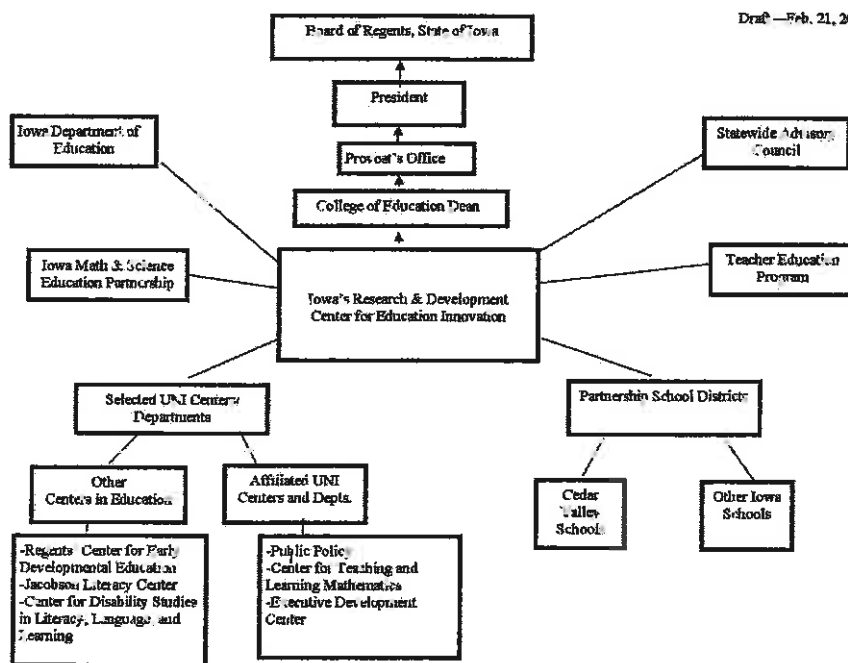 Draft—Feb. 21, 20
Board of Regents, State of Iowa
President
Provost's Office
College of Education Dean
Iowa Department of
Education
Statewide Advisory
Council
Iowa Math & Science
Education Partnership
Iowa's Research & Development
Center for Education Innovation
Teacher Education
Program
Selected UNI Centers
Departments
Partnership School Districts
Other
Centers in Education
Affiliated UNI
Centers and Depts.
Cedar
Valley
Schools
Other Iowa
Schools
-Regents' Center for Early
Developmental Education
-Jacobson Literacy Center
-Center for Disability Studies
in Literacy, Language, and
Learning
-Public Policy
-Center for Teaching and
Learning Mathematics
-Executive Development
Center